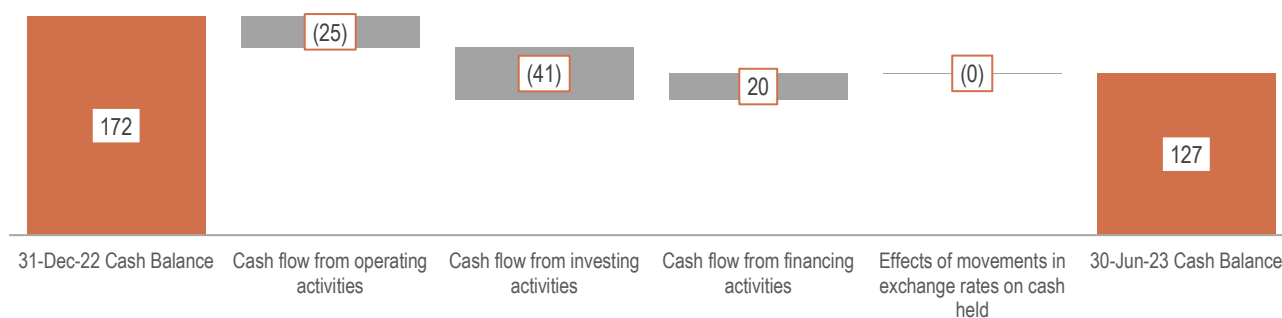 172
(25)
(41)
20
(0)
127
31-Dec-22 Cash Balance
Cash flow from operating
activities
Cash flow from investing
activities
Cash flow from financing
activities
Effects of movements in
exchange rates on cash
held
30-Jun-23 Cash Balance